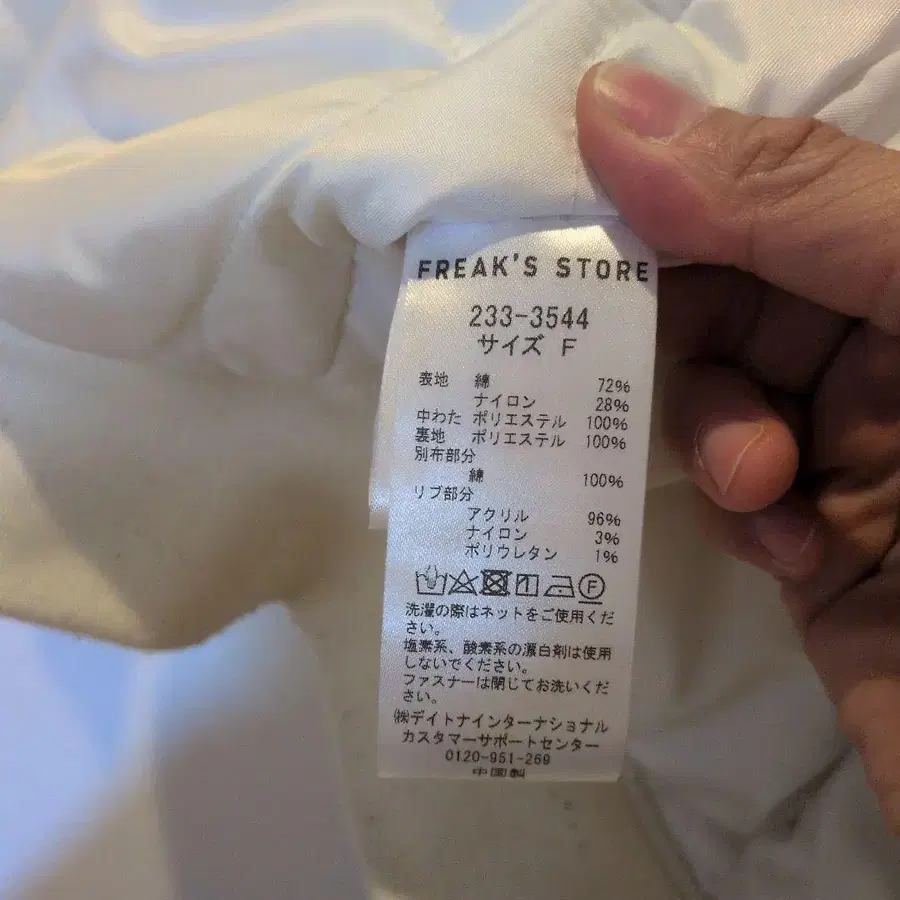 FREAK'S STORE
233-3544
サイズ F
表地 綿 72%
ナイロン 28%
中わた ポリエステル 100%
裏地 ポリエステル 100%
別布部分
綿 100%
リブ部分
アクリル 96%
ナイロン 3%
ポリウレタン 1%
F
洗濯の際はネットをご使用くだ
さい。
塩素系、酸素系の漂白剤は使用
しないでください。
ファスナーは閉じてお洗いくだ
さい。
㈱デイトナインターナショナル
カスタマーサポートセンター
0120-951-269
中国製